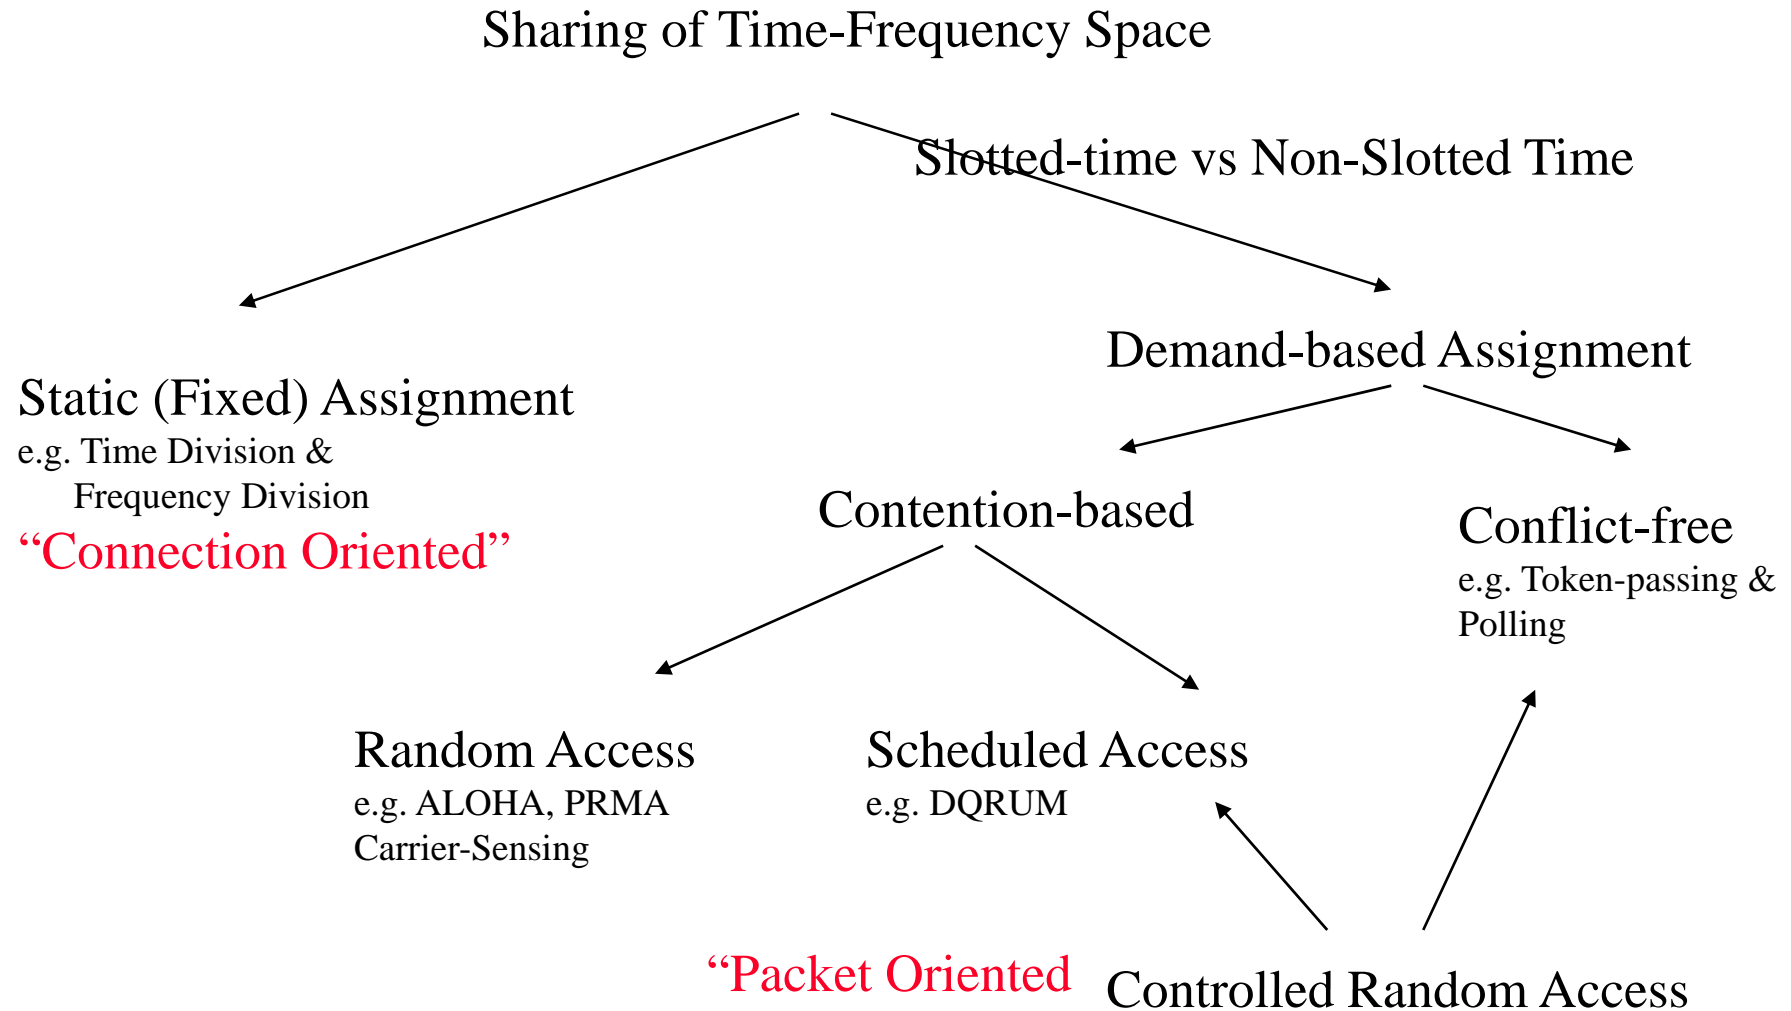 Sharing of Time-Frequency Space
Slotted-time vs Non-Slotted Time
Demand-based Assignment
Static (Fixed) Assignment
e.g. Time Division &
Frequency Division
“Connection Oriented”
Contention-based
Conflict-free
e.g. Token-passing &
Polling
Random Access
e.g. ALOHA, PRMA
Carrier-Sensing
Scheduled Access
e.g. DQRUM
“Packet Oriented
Controlled Random Access